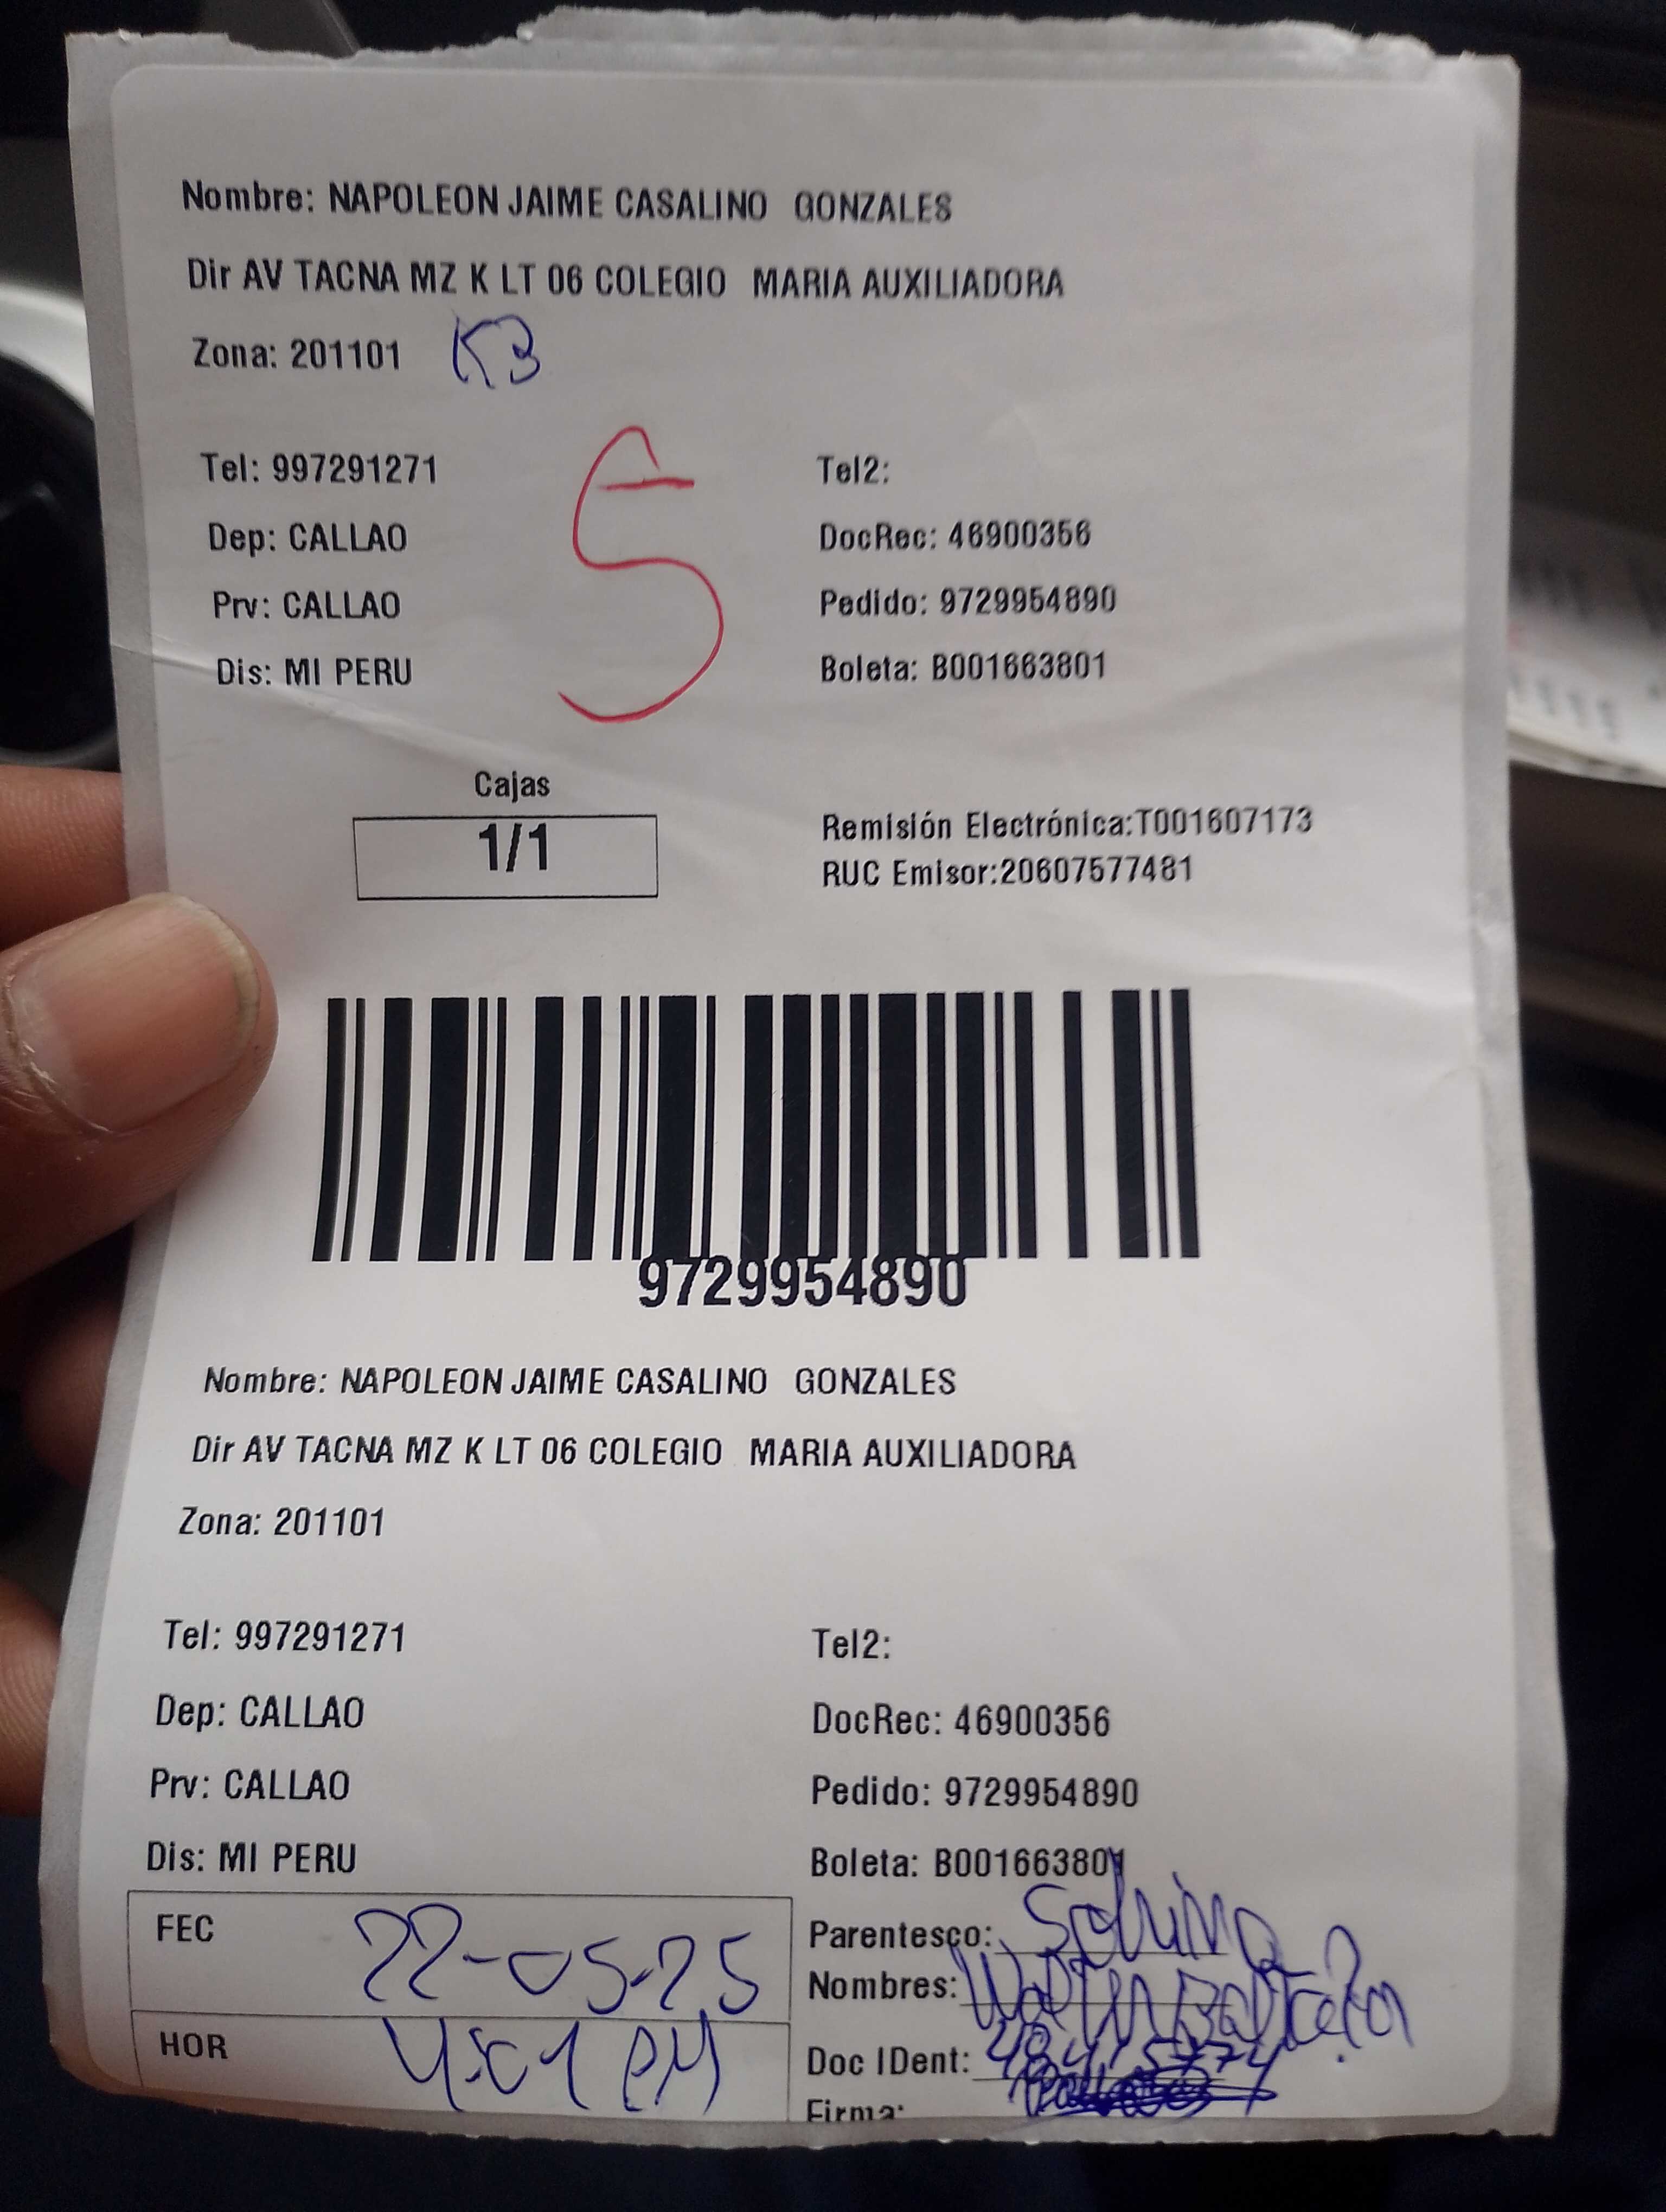 Nombre: NAPOLEON JAIME CASALINO GONZALES
Dir AV TACNA MZ K LT 06 COLEGIO MARIA AUXILIADORA
Zona: 201101 K3
Tel: 997291271
Tel2:
Dep: CALLAO
DocRec: 46900356
Prv: CALLAO
Pedido: 9729954890
Dis: MI PERU
Boleta: B001663801
5
Cajas
1/1
Remisión Electrónica:T001607173
RUC Emisor:20607577481
9729954890
Nombre: NAPOLEON JAIME CASALINO GONZALES
Dir AV TACNA MZ K LT 06 COLEGIO MARIA AUXILIADORA
Zona: 201101
Tel: 997291271
Tel2:
Dep: CALLAO
DocRec: 46900356
Prv: CALLAO
Pedido: 9729954890
Dis: MI PERU
Boleta: B001663801
FEC 22-05-25
Parentesco:
Nombres:
HOR 4:01 PM
Doc IDent:
Firma: